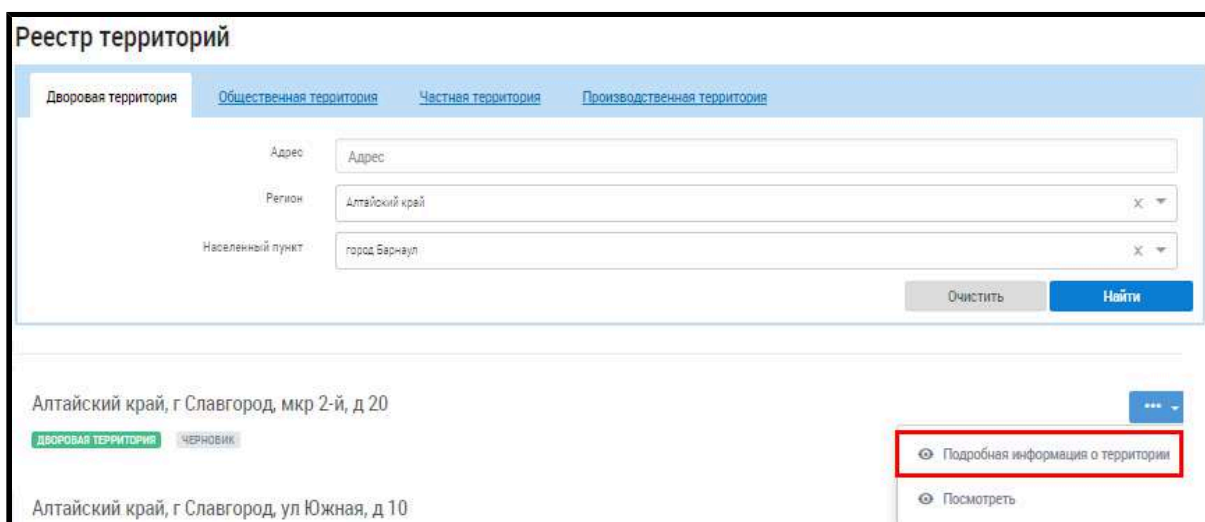 Реестр территорий
Дворовая территория Общественная территория Частная территория Производственная территория
Адрес Адрес
Регион Алтайский край x
Населенный пункт город Барнаул x
Очистить Найти
Алтайский край, г Славгород, мкр 2-й, д 20 •••
ДВОРОВАЯ ТЕРРИТОРИЯ ЧЕРНОВИК
Подробная информация о территории
Посмотреть
Алтайский край, г Славгород, ул Южная, д 10